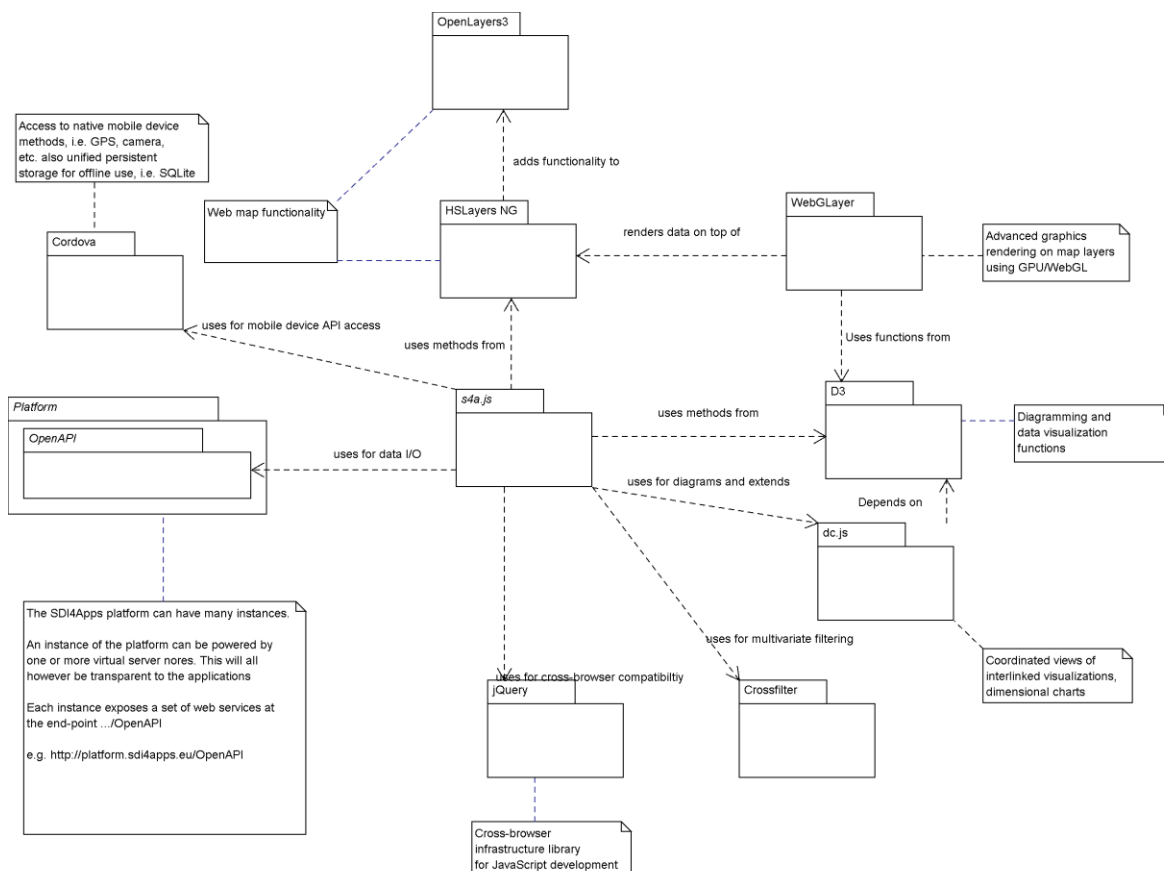 OpenLayers3
Access to native mobile device
methods, i.e. GPS, camera,
etc. also unified persistent
storage for offline use, i.e. SQLite
adds functionality to
Web map functionality
HSLayers NG
WebGLayer
Cordova
renders data on top of
Advanced graphics
rendering on map layers
using GPU/WebGL
uses for mobile device API access
uses methods from
Uses functions from
Platform
s4a.js
D3
OpenAPI
uses methods from
Diagramming and
data visualization
functions
uses for data I/O
uses for diagrams and extends
Depends on
dc.js
The SDI4Apps platform can have many instances.
An instance of the platform can be powered by
one or more virtual server nores. This will all
however be transparent to the applications
Each instance exposes a set of web services at
the end-point .../OpenAPI
e.g. http://platform.sdi4apps.eu/OpenAPI
uses for multivariate filtering
Coordinated views of
interlinked visualizations,
dimensional charts
uses for cross-browser compatibiltiy
jQuery
Crossfilter
Cross-browser
infrastructure library
for JavaScript development